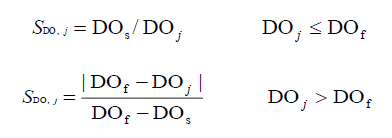 S_DO, j = DO_s / DO_j    DO_j ≤ DO_f
S_DO, j = | DO_f − DO_j | / (DO_f − DO_s)    DO_j > DO_f